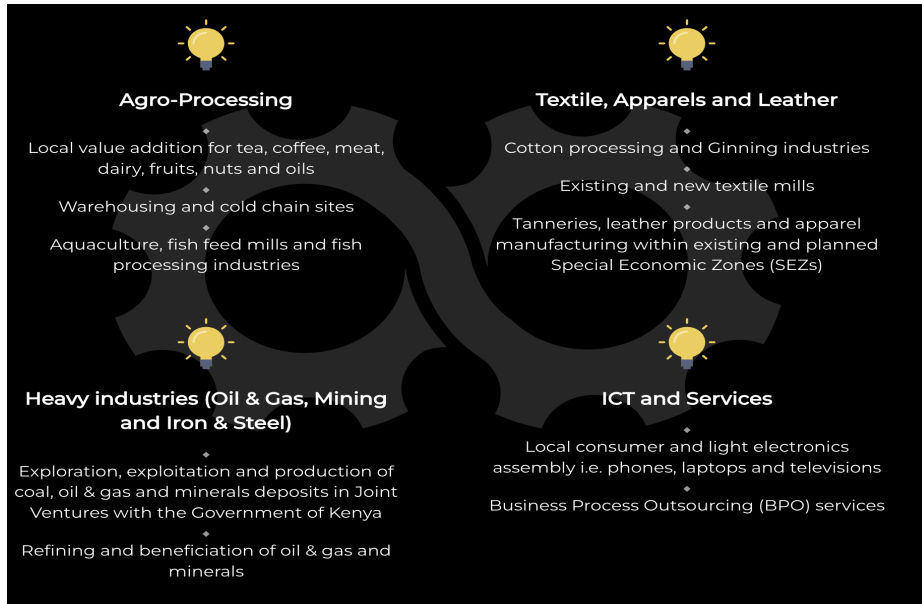 Agro-Processing
Local value addition for tea, coffee, meat,
dairy, fruits, nuts and oils
Warehousing and cold chain sites
Aquaculture, fish feed mills and fish
processing industries
Textile, Apparels and Leather
Cotton processing and Ginning industries
Existing and new textile mills
Tanneries, leather products and apparel
manufacturing within existing and planned
Special Economic Zones (SEZs)
Heavy industries (Oil & Gas, Mining
and Iron & Steel)
Exploration, exploitation and production of
coal, oil & gas and minerals deposits in Joint
Ventures with the Government of Kenya
Refining and beneficiation of oil & gas and
minerals
ICT and Services
Local consumer and light electronics
assembly i.e. phones, laptops and televisions
Business Process Outsourcing (BPO) services